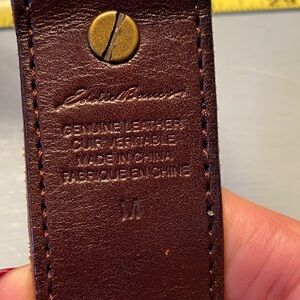 Eddie Bauer
GENUINE LEATHER
CUIR VERITABLE
MADE IN CHINA
FABRIQUE EN CHINE
M